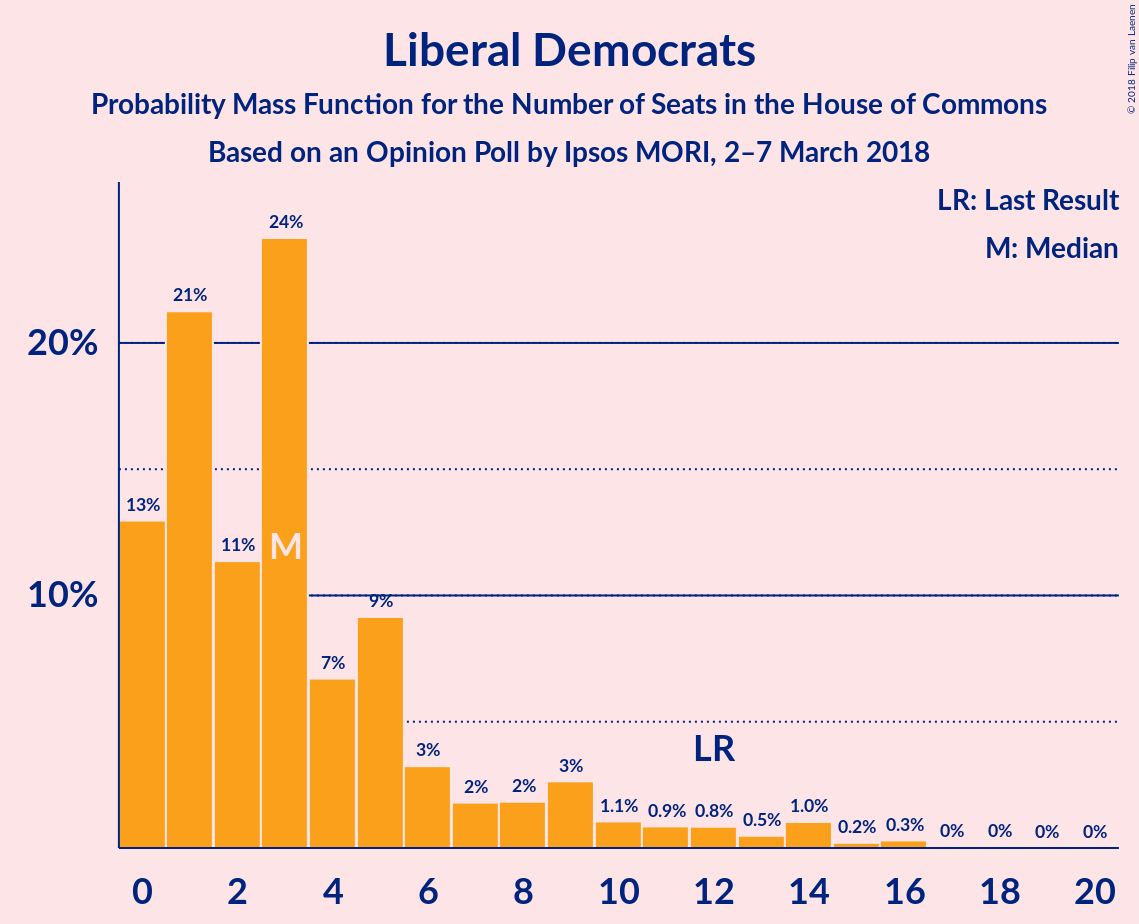 © 2018 Filip van Laenen
Liberal Democrats
Probability Mass Function for the Number of Seats in the House of Commons
Based on an Opinion Poll by Ipsos MORI, 2–7 March 2018
LR: Last Result
M: Median
20%
10%
13%
21%
11%
24%
7%
9%
3%
2%
2%
3%
1.1%
0.9%
0.8%
0.5%
1.0%
0.2%
0.3%
0%
0%
0%
0%
M
LR
0 2 4 6 8 10 12 14 16 18 20